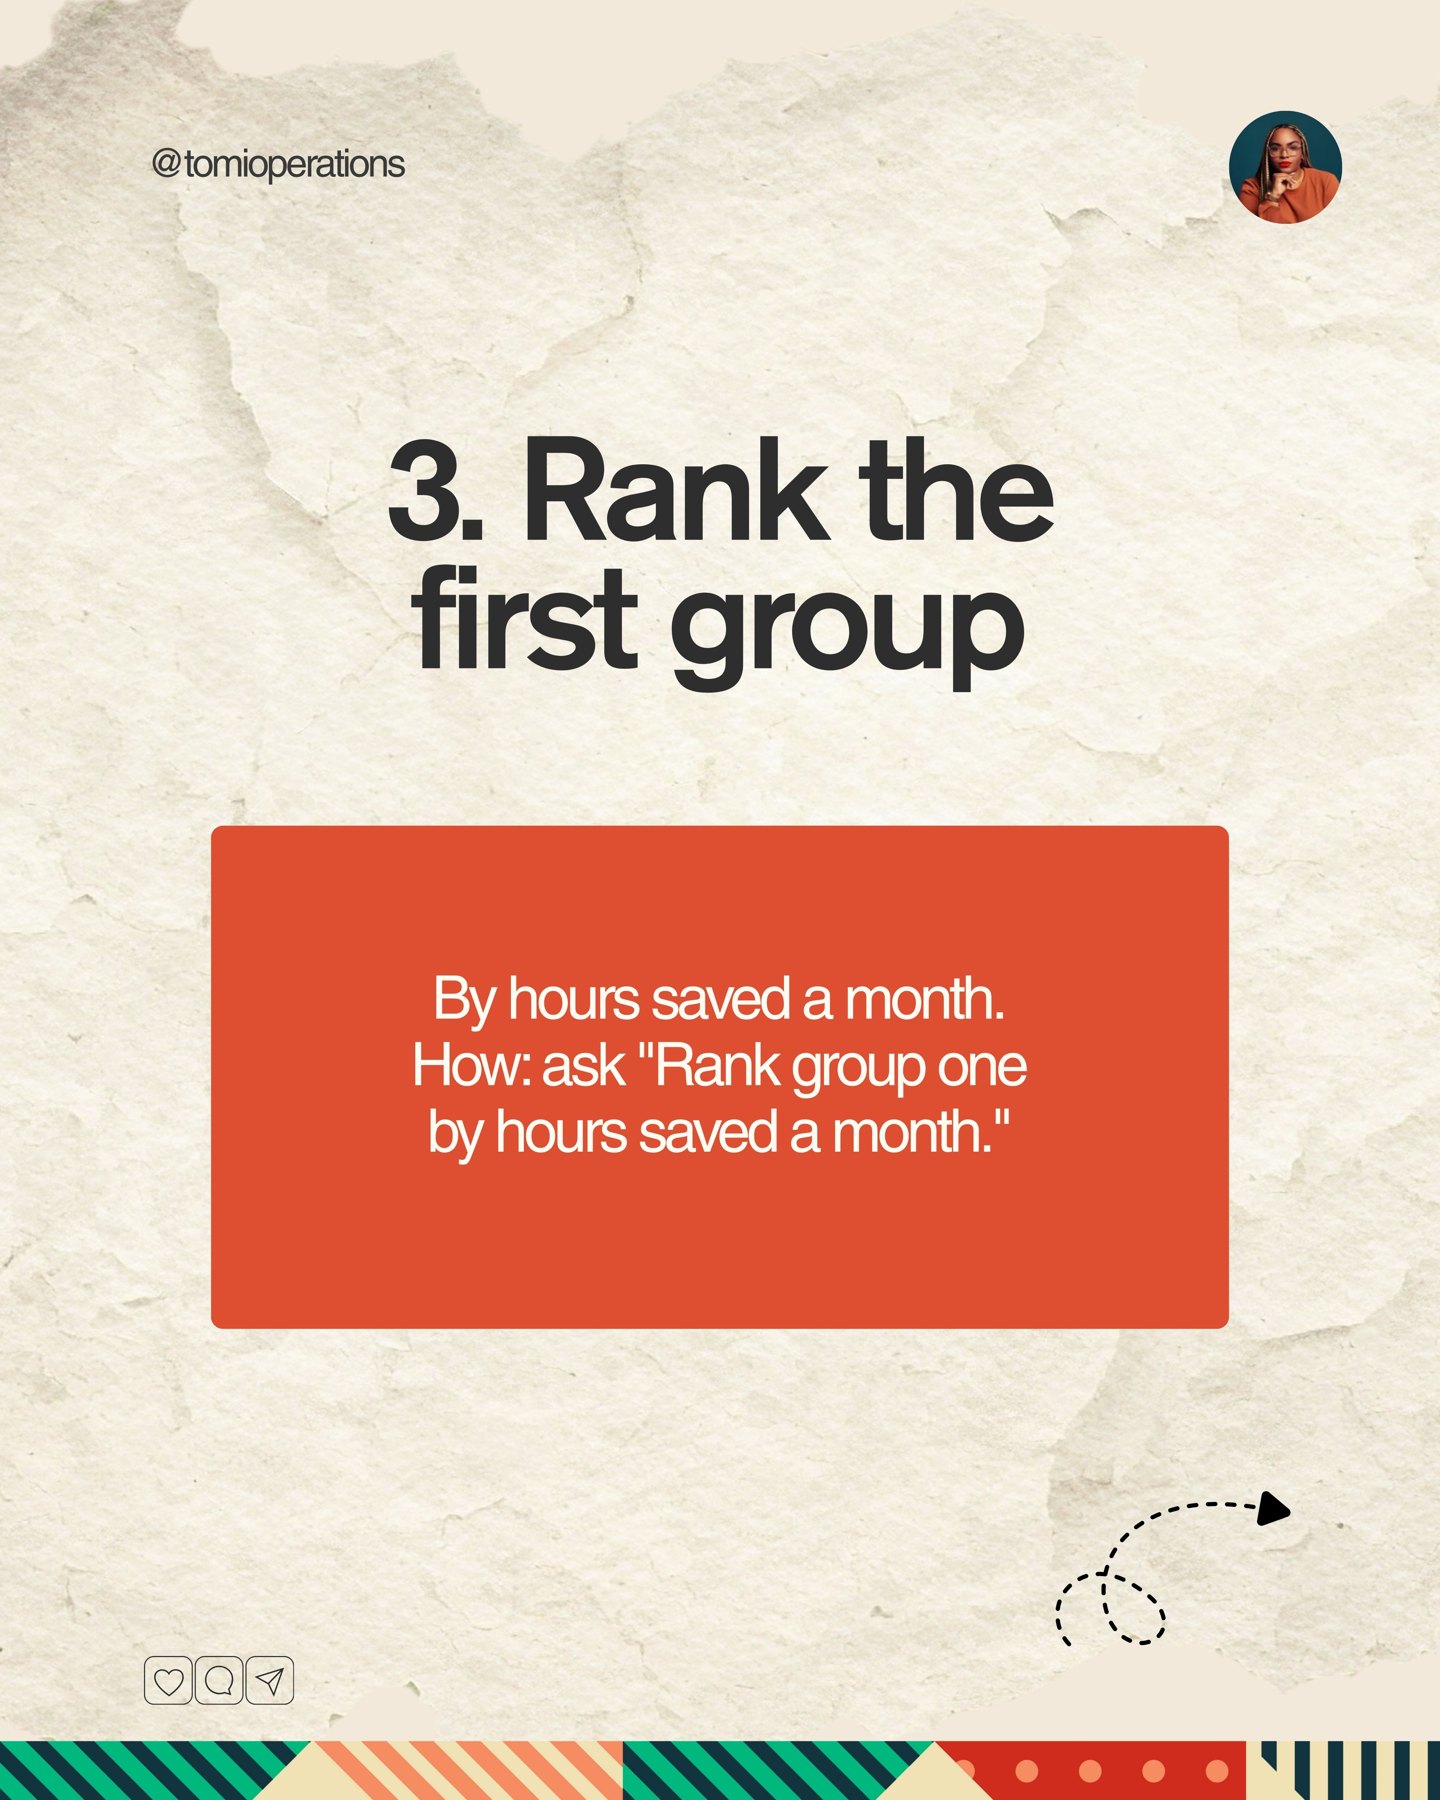 @tomioperations
3. Rank the
first group
By hours saved a month.
How: ask "Rank group one
by hours saved a month."